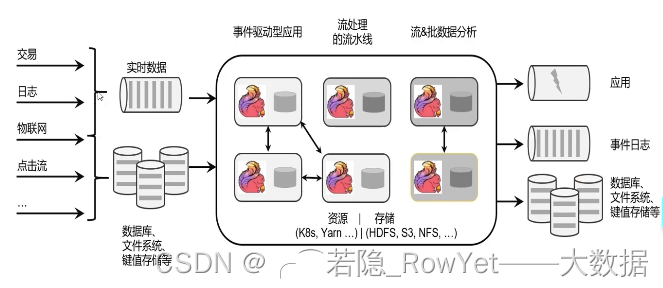 事件驱动型应用
流处理
的流水线
流&批数据分析
交易
日志
物联网
点击流
...
实时数据
数据库、
文件系统、
键值存储等
资源 | 存储
(K8s, Yarn ...) | (HDFS, S3, NFS, ...)
应用
事件日志
数据库、
文件系统、
键值存储等
CSDN @╭⌒若隐_RowYet——大数据